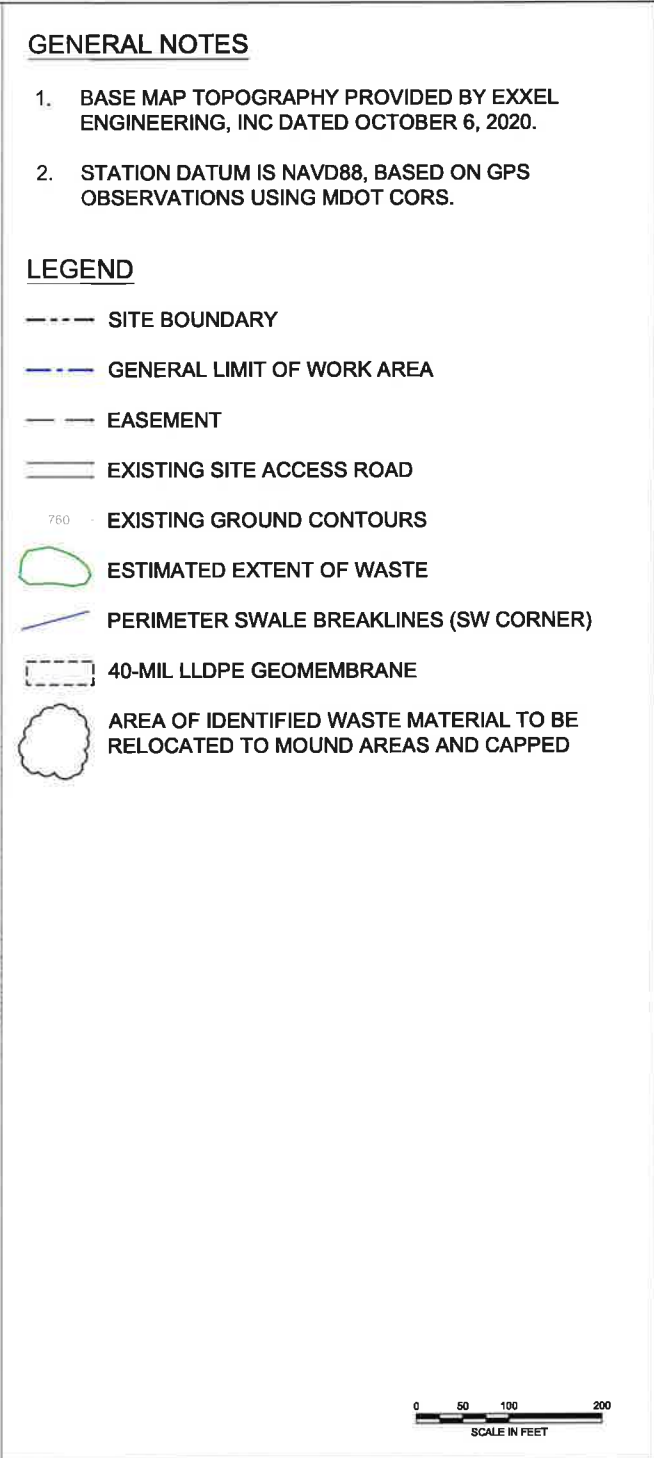 GENERAL NOTES
1. BASE MAP TOPOGRAPHY PROVIDED BY EXXEL
ENGINEERING, INC DATED OCTOBER 6, 2020.
2. STATION DATUM IS NAVD88, BASED ON GPS
OBSERVATIONS USING MDOT CORS.
LEGEND
SITE BOUNDARY
GENERAL LIMIT OF WORK AREA
EASEMENT
EXISTING SITE ACCESS ROAD
760 EXISTING GROUND CONTOURS
ESTIMATED EXTENT OF WASTE
PERIMETER SWALE BREAKLINES (SW CORNER)
40-MIL LLDPE GEOMEMBRANE
AREA OF IDENTIFIED WASTE MATERIAL TO BE
RELOCATED TO MOUND AREAS AND CAPPED
0 50 100 200
SCALE IN FEET